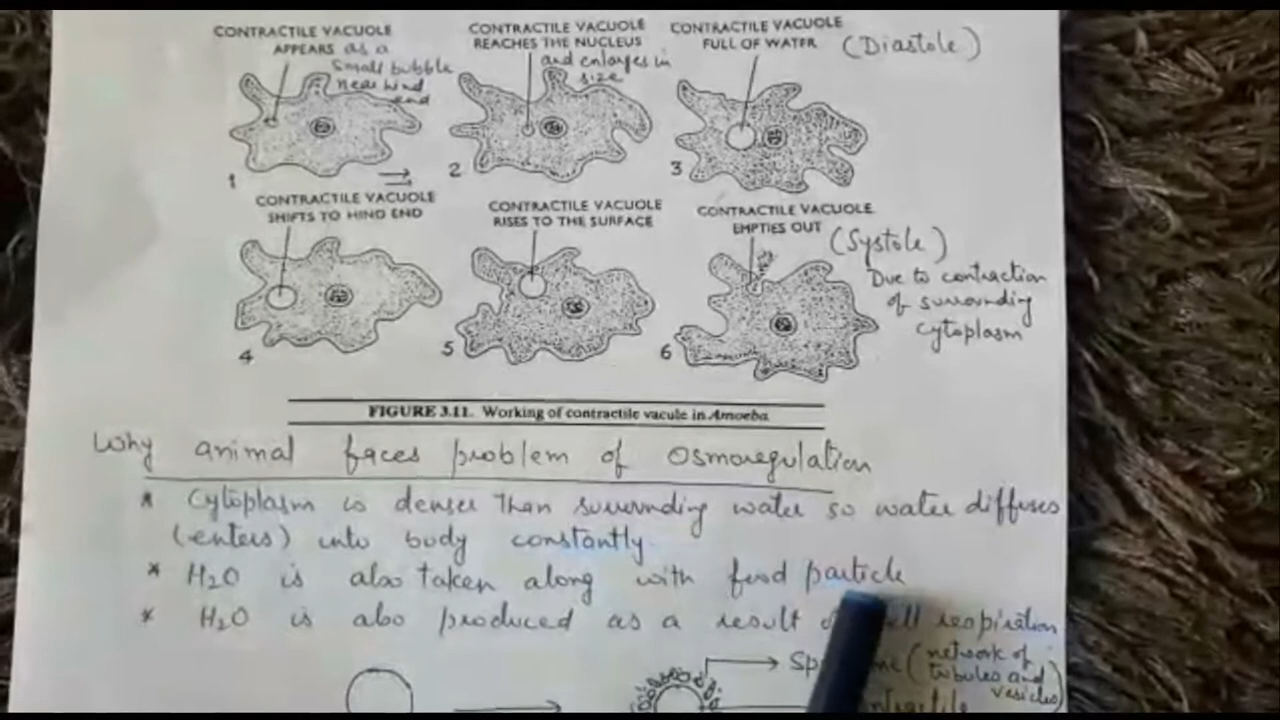 CONTRACTILE VACUOLE
APPEARS as a
Small bubble
near hind
end
1
CONTRACTILE VACUOLE
REACHES THE NUCLEUS
and enlarges in
size
2
CONTRACTILE VACUOLE
FULL OF WATER (Diastole)
3
CONTRACTILE VACUOLE
SHIFTS TO HIND END
4
CONTRACTILE VACUOLE
RISES TO THE SURFACE
5
CONTRACTILE VACUOLE
EMPTIES OUT (Systole)
Due to contraction
of surrounding
cytoplasm
6
FIGURE 3.11. Working of contractile vacule in Amoeba
Why animal faces problem of Osmoregulation
* Cytoplasm is denser than surrounding water so water diffuses
(enters) into body constantly
* H2O is also taken along with food particle
* H2O is also produced as a result respiration
(network of
tubules and
vesicles)